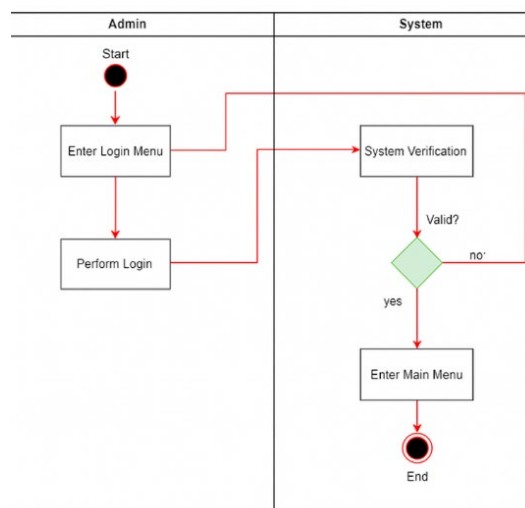 Admin
System
Start
Enter Login Menu
System Verification
Valid?
Perform Login
no
yes
Enter Main Menu
End